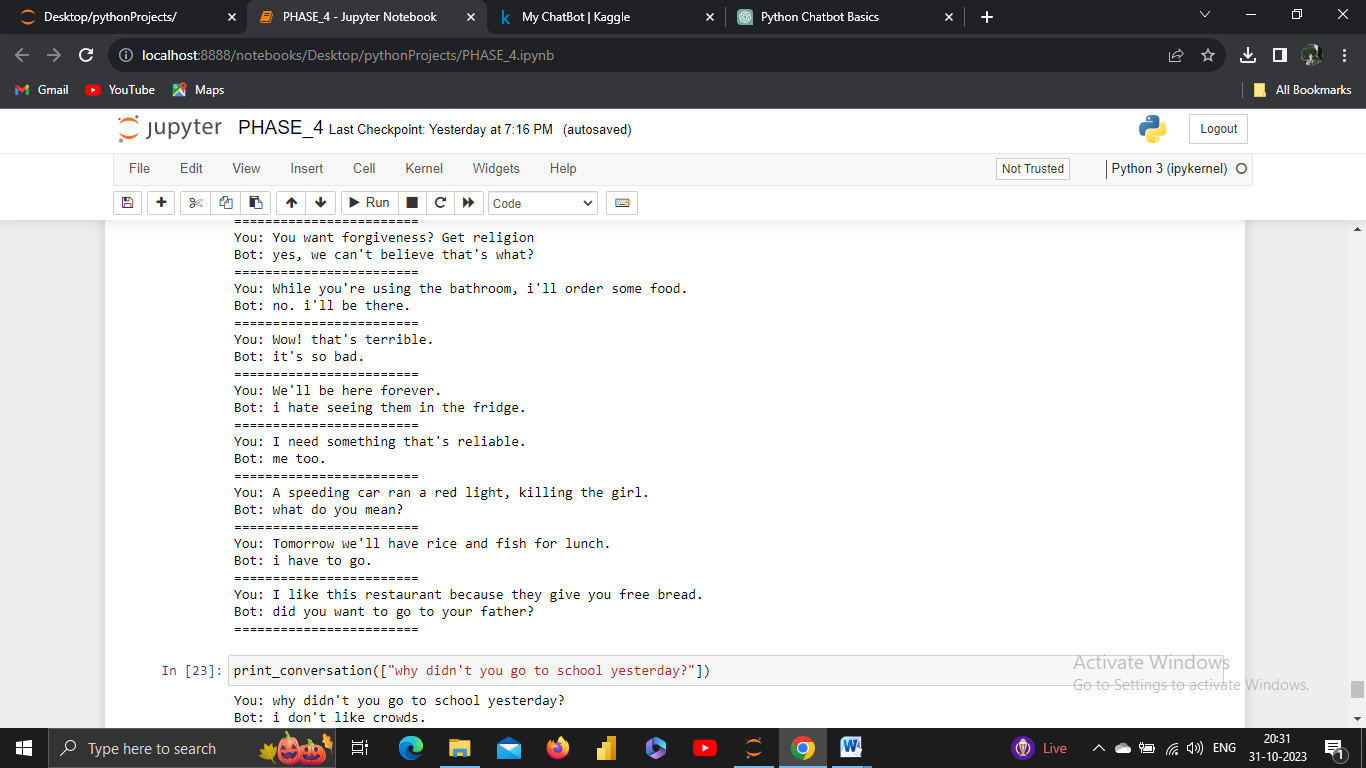 Desktop/pythonProjects/
PHASE_4 - Jupyter Notebook
My ChatBot | Kaggle
Python Chatbot Basics
localhost:8888/notebooks/Desktop/pythonProjects/PHASE_4.ipynb
Gmail
YouTube
Maps
All Bookmarks
jupyter PHASE_4 Last Checkpoint: Yesterday at 7:16 PM (autosaved)
Logout
File Edit View Insert Cell Kernel Widgets Help
Not Trusted
Python 3 (ipykernel)
Run
Code
========================
You: You want forgiveness? Get religion
Bot: yes, we can't believe that's what?
========================
You: While you're using the bathroom, i'll order some food.
Bot: no. i'll be there.
========================
You: Wow! that's terrible.
Bot: it's so bad.
========================
You: We'll be here forever.
Bot: i hate seeing them in the fridge.
========================
You: I need something that's reliable.
Bot: me too.
========================
You: A speeding car ran a red light, killing the girl.
Bot: what do you mean?
========================
You: Tomorrow we'll have rice and fish for lunch.
Bot: i have to go.
========================
You: I like this restaurant because they give you free bread.
Bot: did you want to go to your father?
========================
In [23]: print_conversation(["why didn't you go to school yesterday?"])
You: why didn't you go to school yesterday?
Bot: i don't like crowds.
Activate Windows
Go to Settings to activate Windows.
Type here to search
Live
ENG
20:31
31-10-2023
1